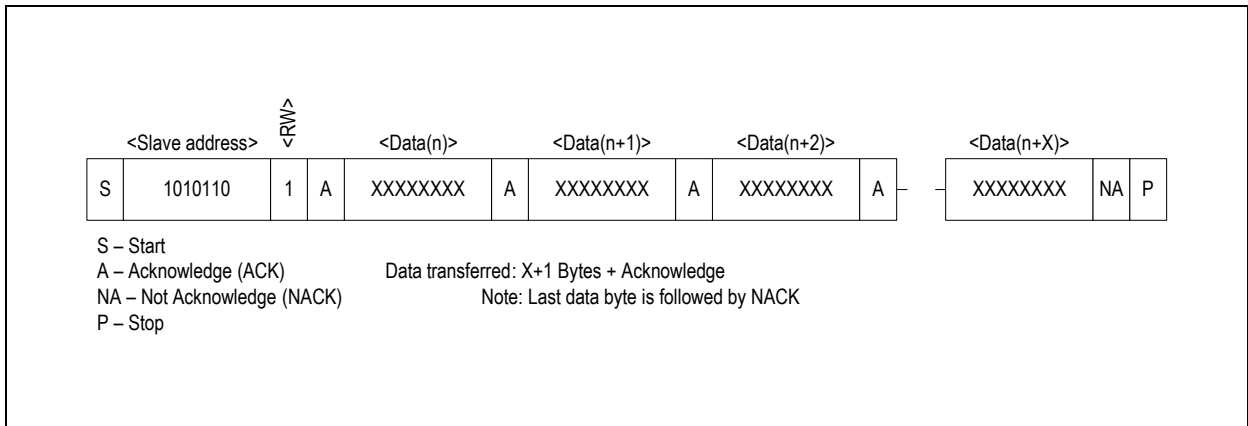 <Slave address> <RW> <Data(n)> <Data(n+1)> <Data(n+2)> <Data(n+X)>
S 1010110 1 A XXXXXXXX A XXXXXXXX A XXXXXXXX A XXXXXXXX NA P
S – Start
A – Acknowledge (ACK) Data transferred: X+1 Bytes + Acknowledge
NA – Not Acknowledge (NACK) Note: Last data byte is followed by NACK
P – Stop